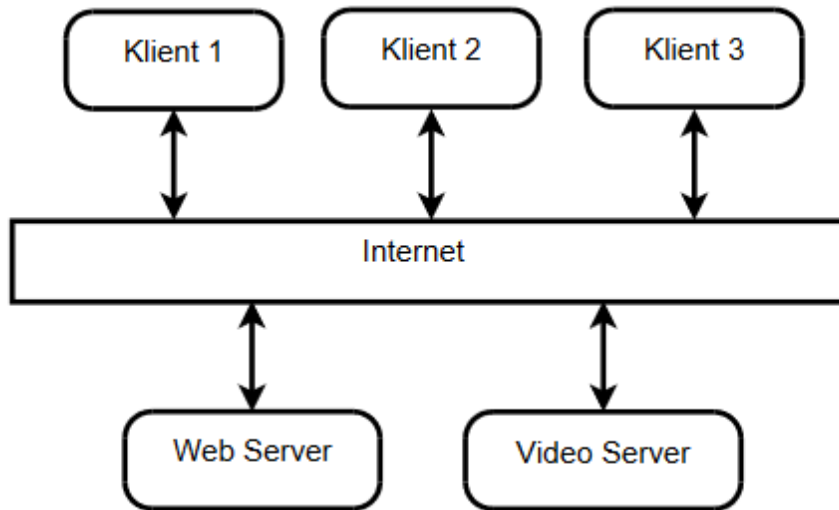 Klient 1
Klient 2
Klient 3
Internet
Web Server
Video Server